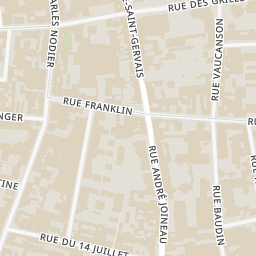 RUE DES GRILLE
ARLES NODIER
E-SAINT-GERVAIS
RUE VAUCANSON
RUE FRANKLIN
NGER
RU
RUE ANDRÉ JOINEAU
TINE
RUE BAUDIN
RUE DU 14 JUILLET